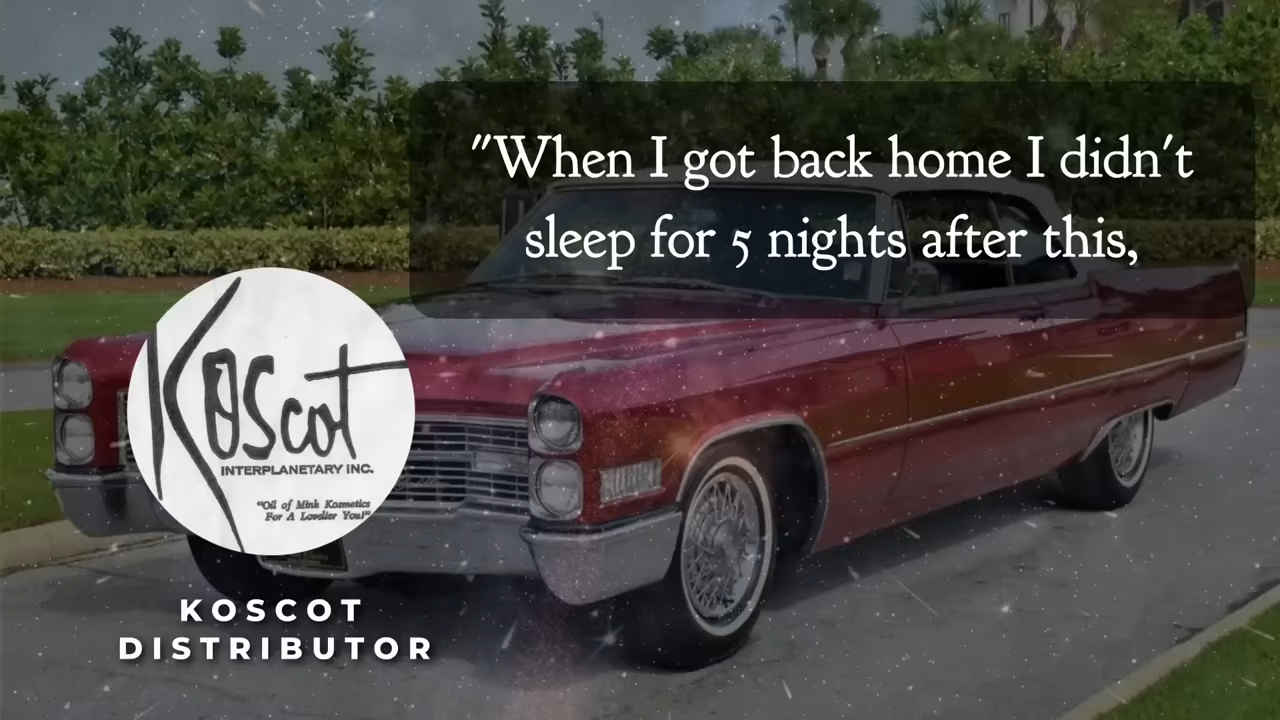 "When I got back home I didn't
sleep for 5 nights after this,
Koscot
INTERPLANETARY INC.
"Oil of Mink Kosmetics
For A Lovelier You!"
KOSCOT
DISTRIBUTOR